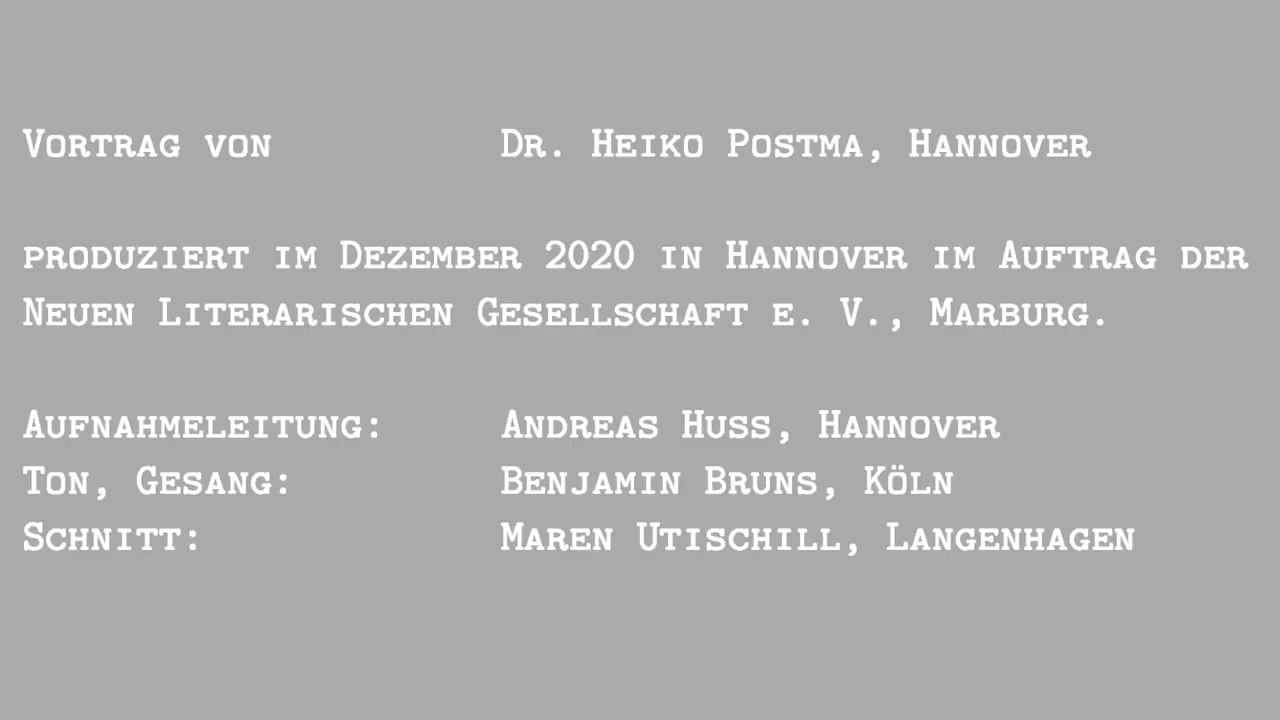 Vortrag von Dr. Heiko Postma, Hannover
produziert im Dezember 2020 in Hannover im Auftrag der
Neuen Literarischen Gesellschaft e. V., Marburg.
Aufnahmeleitung: Andreas Huss, Hannover
Ton, Gesang: Benjamin Bruns, Köln
Schnitt: Maren Utischill, Langenhagen